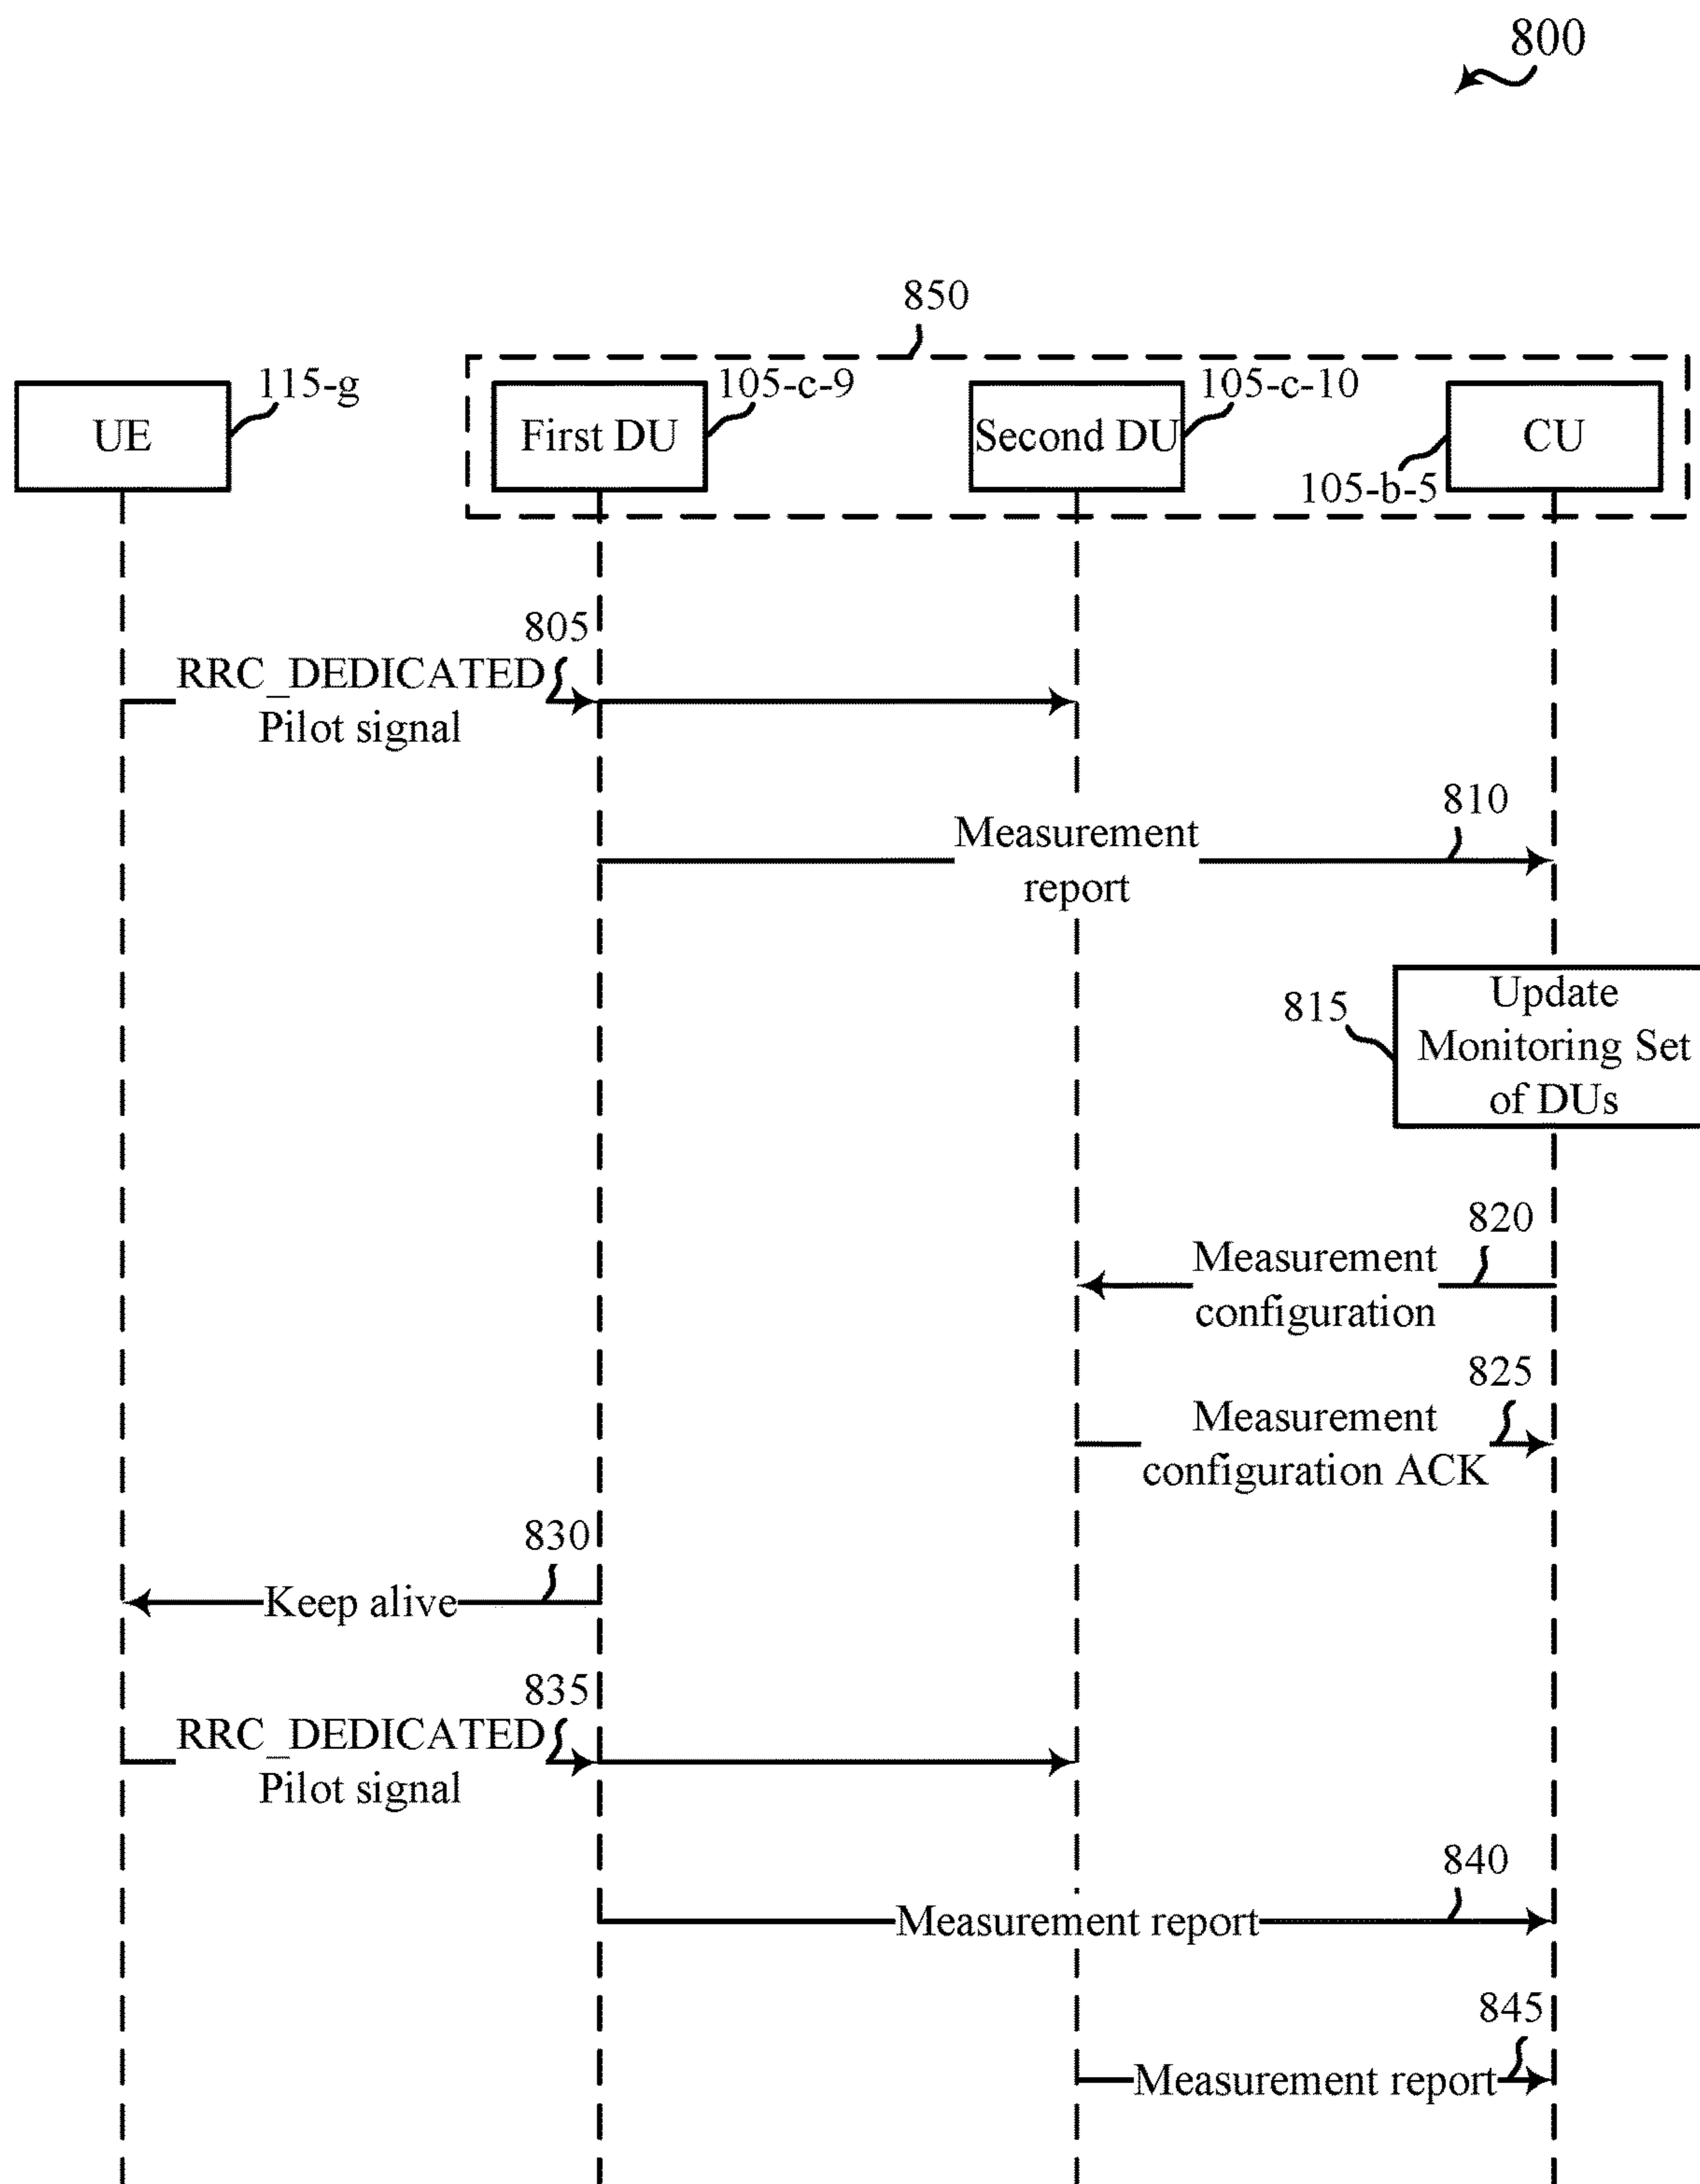 800
850
115-g
105-c-9
105-c-10
UE
First DU
Second DU
CU
105-b-5
805
RRC_DEDICATED
Pilot signal
810
Measurement
report
815
Update
Monitoring Set
of DUs
820
Measurement
configuration
825
Measurement
configuration ACK
830
Keep alive
835
RRC_DEDICATED
Pilot signal
840
Measurement report
845
Measurement report